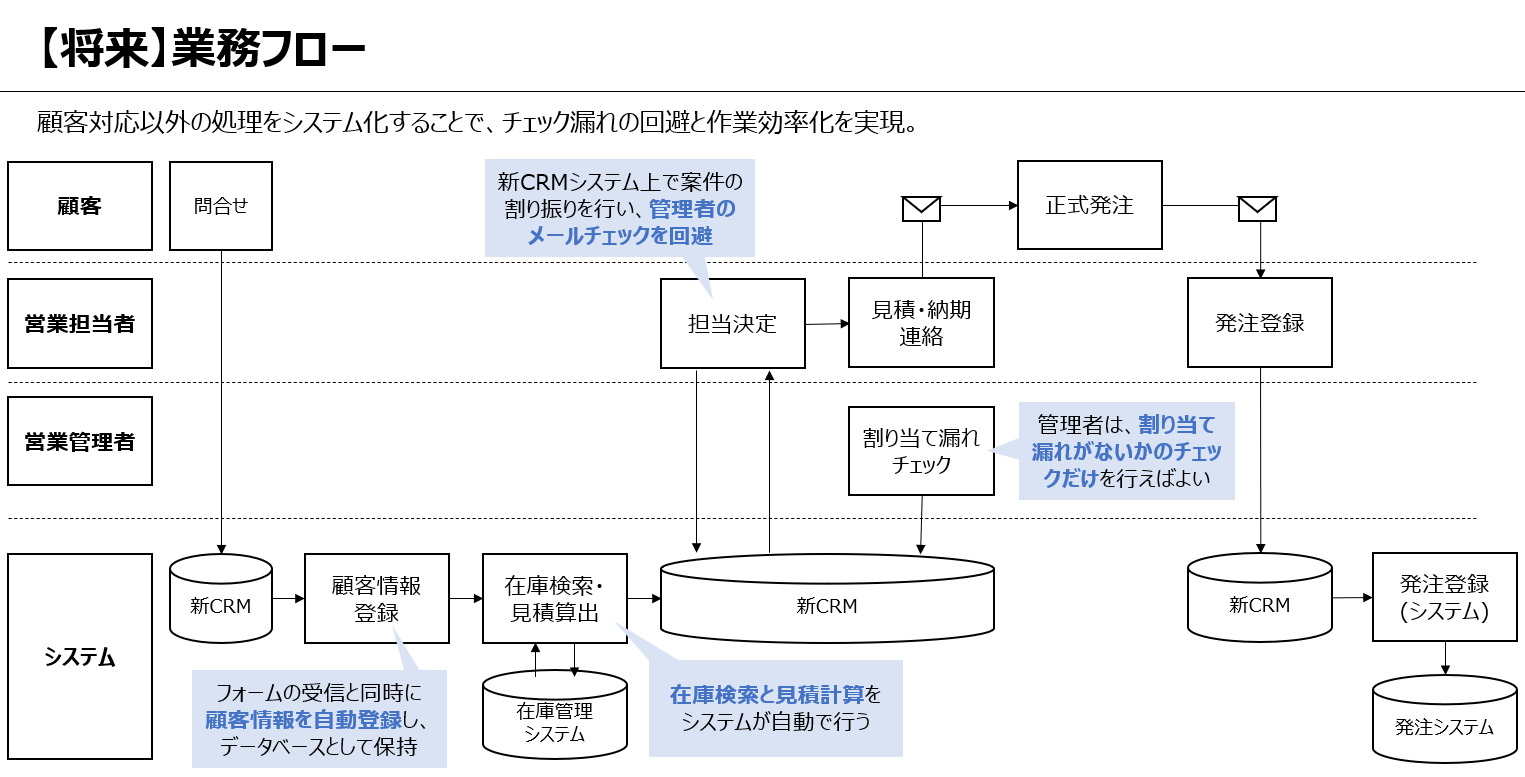 【将来】業務フロー
顧客対応以外の処理をシステム化することで、チェック漏れの回避と作業効率化を実現。
顧客
問合せ
新CRMシステム上で案件の
割り振りを行い、管理者の
メールチェックを回避
正式発注
営業担当者
担当決定
見積・納期
連絡
発注登録
営業管理者
割り当て漏れ
チェック
管理者は、割り当て
漏れがないかのチェッ
クだけを行えばよい
システム
新CRM
顧客情報
登録
在庫検索・
見積算出
新CRM
新CRM
発注登録
(システム)
フォームの受信と同時に
顧客情報を自動登録し、
データベースとして保持
在庫管理
システム
在庫検索と見積計算を
システムが自動で行う
発注システム